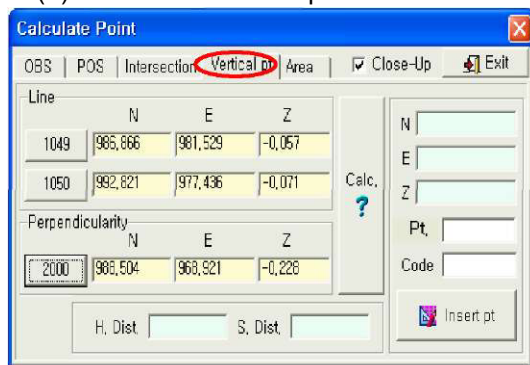 Calculate Point
OBS POS Intersection Vertical pt Area Close-Up Exit
Line
N E Z
1049 986,866 981,529 -0,057
1050 992,821 977,436 -0,071
Perpendicularity
N E Z
2000 988,504 968,921 -0,228
H, Dist, S, Dist,
Calc,
?
N
E
Z
Pt,
Code
Insert pt